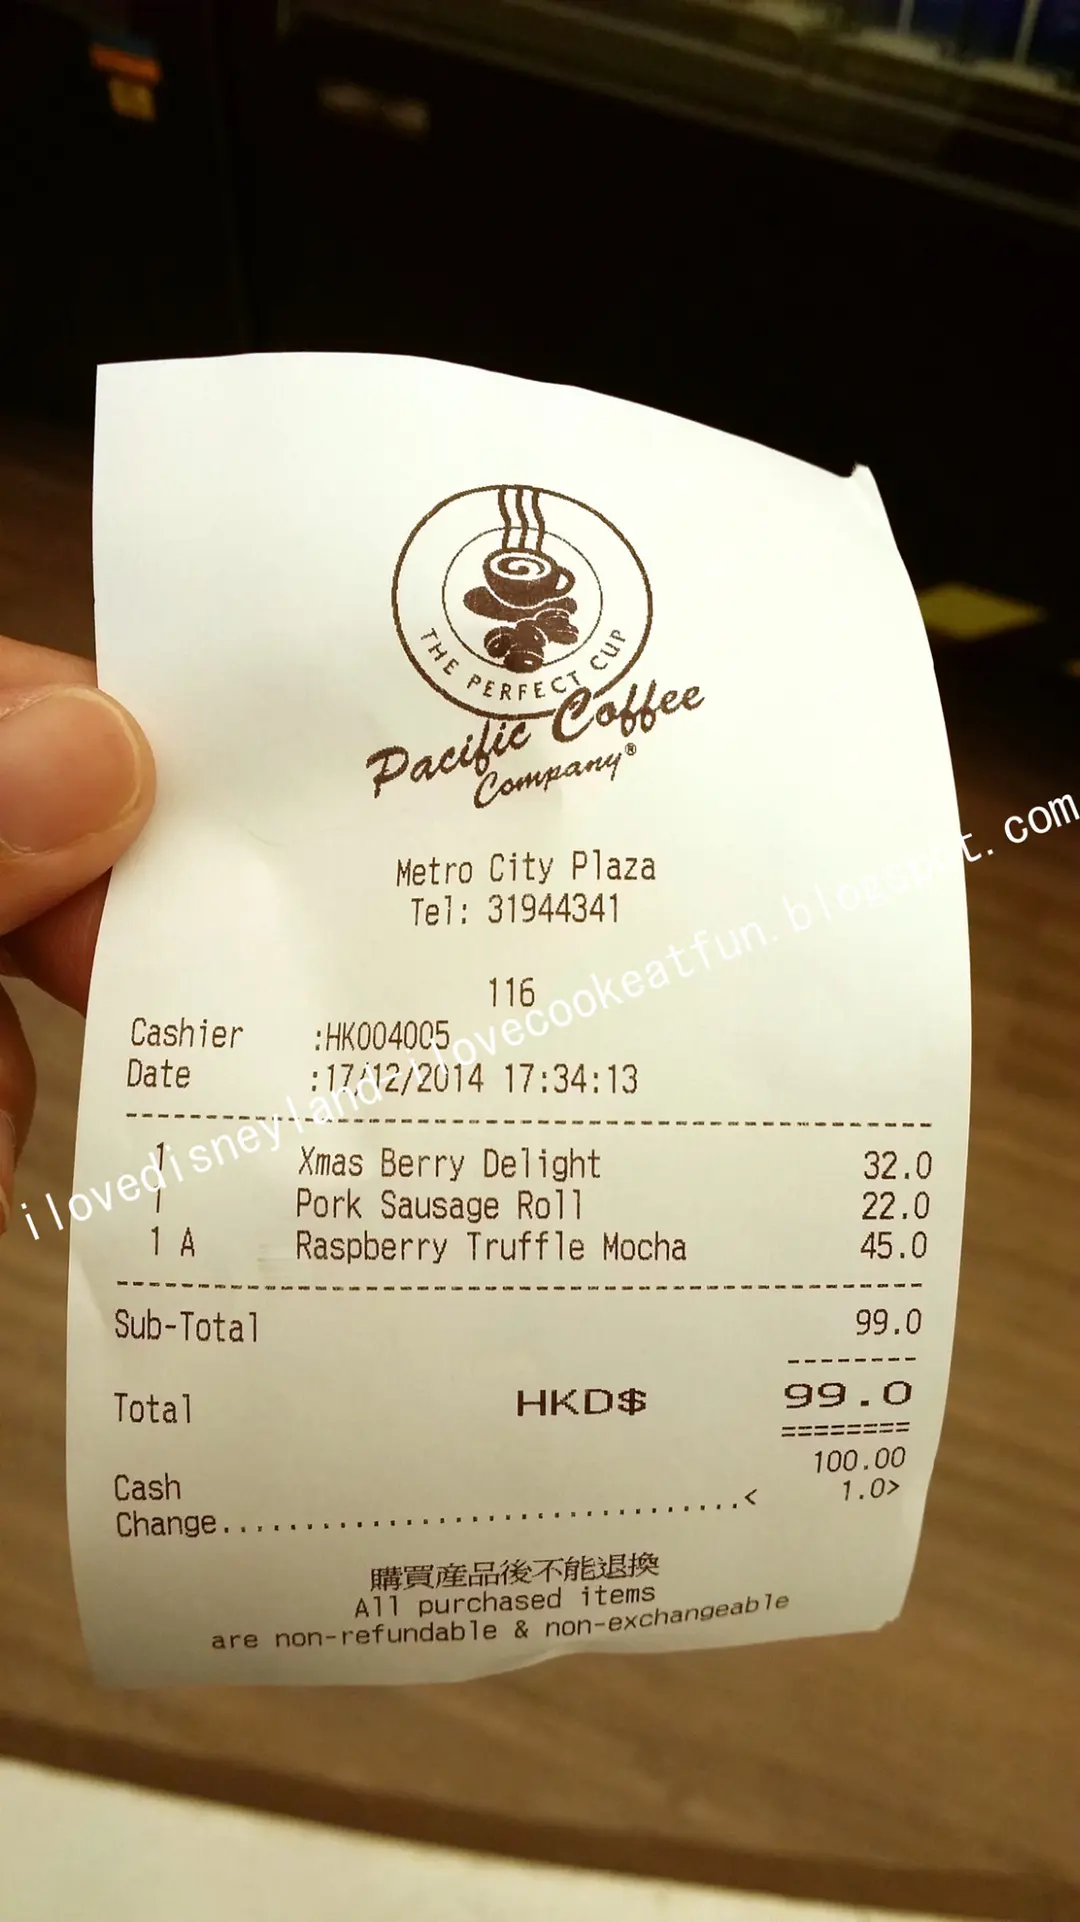 THE PERFECT CUP
Pacific Coffee
Company®
Metro City Plaza
Tel: 31944341
116
Cashier :HK004005
Date :17/12/2014 17:34:13
1 Xmas Berry Delight 32.0
1 Pork Sausage Roll 22.0
1 A Raspberry Truffle Mocha 45.0
Sub-Total 99.0
Total HKD$ 99.0
Cash 100.00
Change..............................< 1.0>
購買產品後不能退換
All purchased items
are non-refundable & non-exchangeable
ilovedisneyland-ilovecookeatfun.blogspot.com